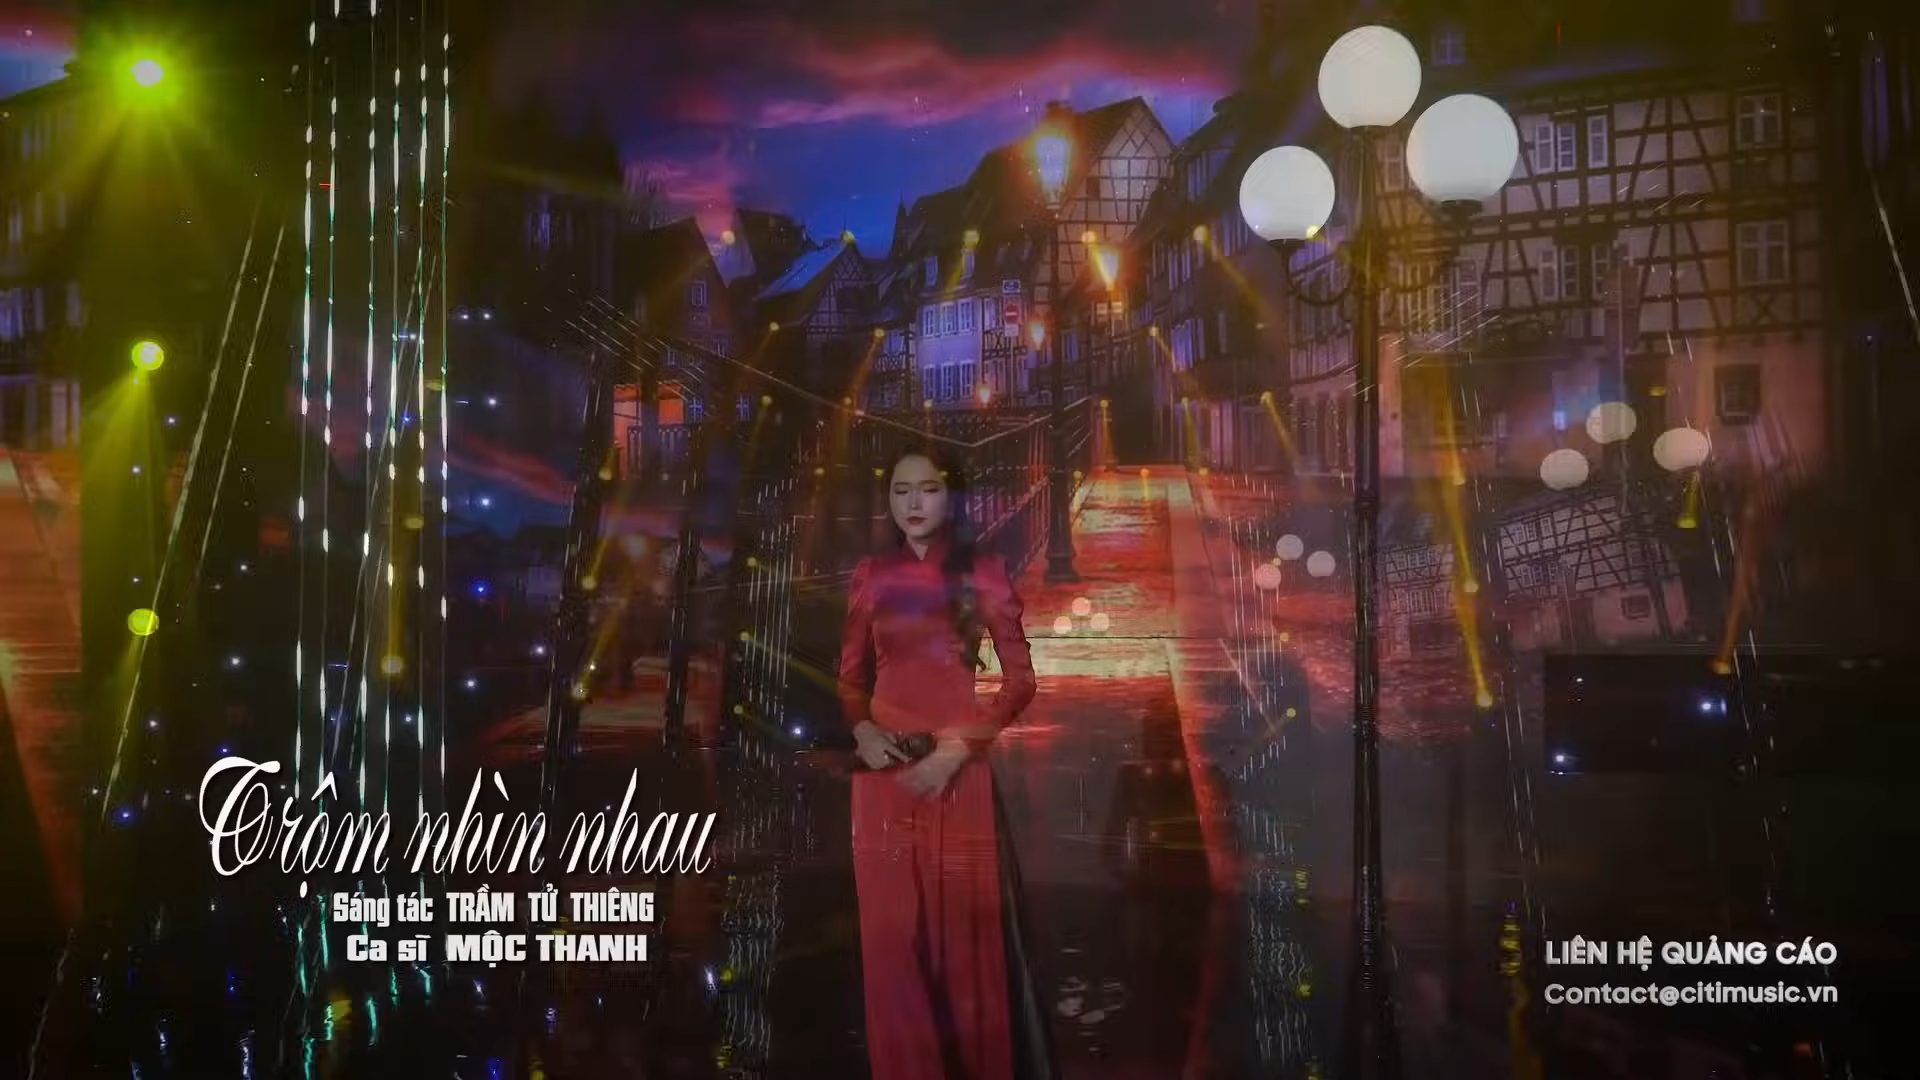 Trộm nhìn nhau
Sáng tác TRẦM TỬ THIÊNG
Ca sĩ MỘC THANH
LIÊN HỆ QUẢNG CÁO
Contact@citimusic.vn